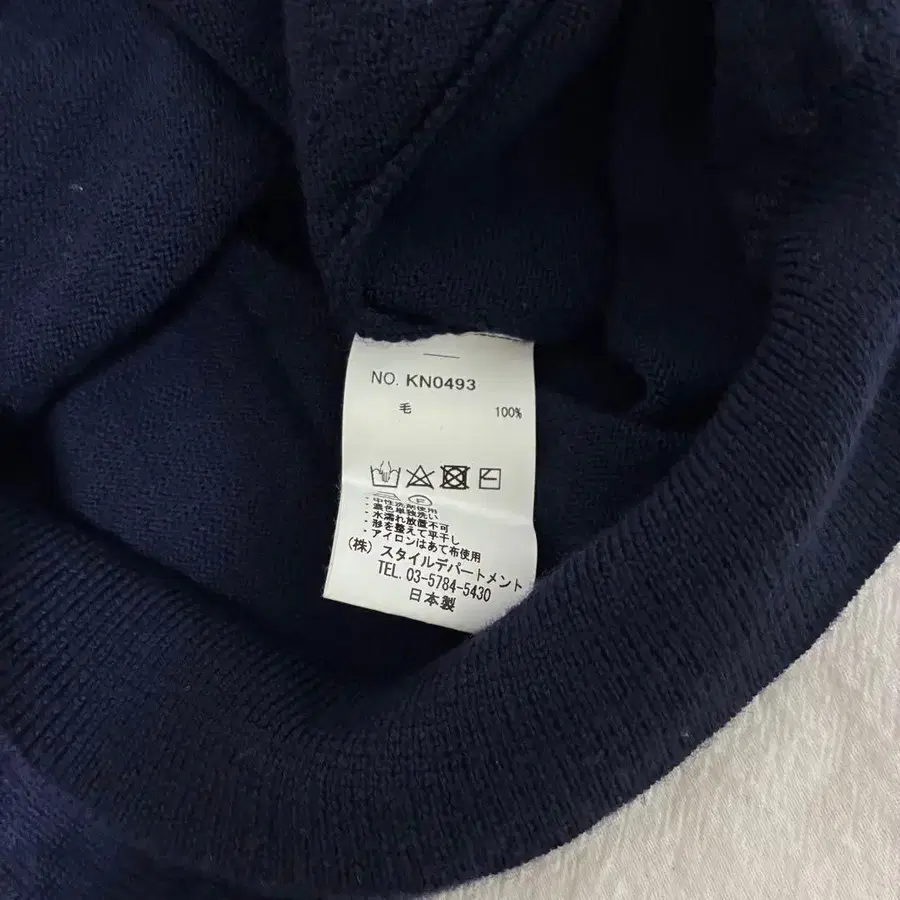 NO. KN0493
毛 100%
・中性洗剤使用
・濃色単独洗い
・水濡れ放置不可
・形を整えて平干し
・アイロンはあて布使用
(株) スタイルデパートメント
TEL. 03-5784-5430
日本製